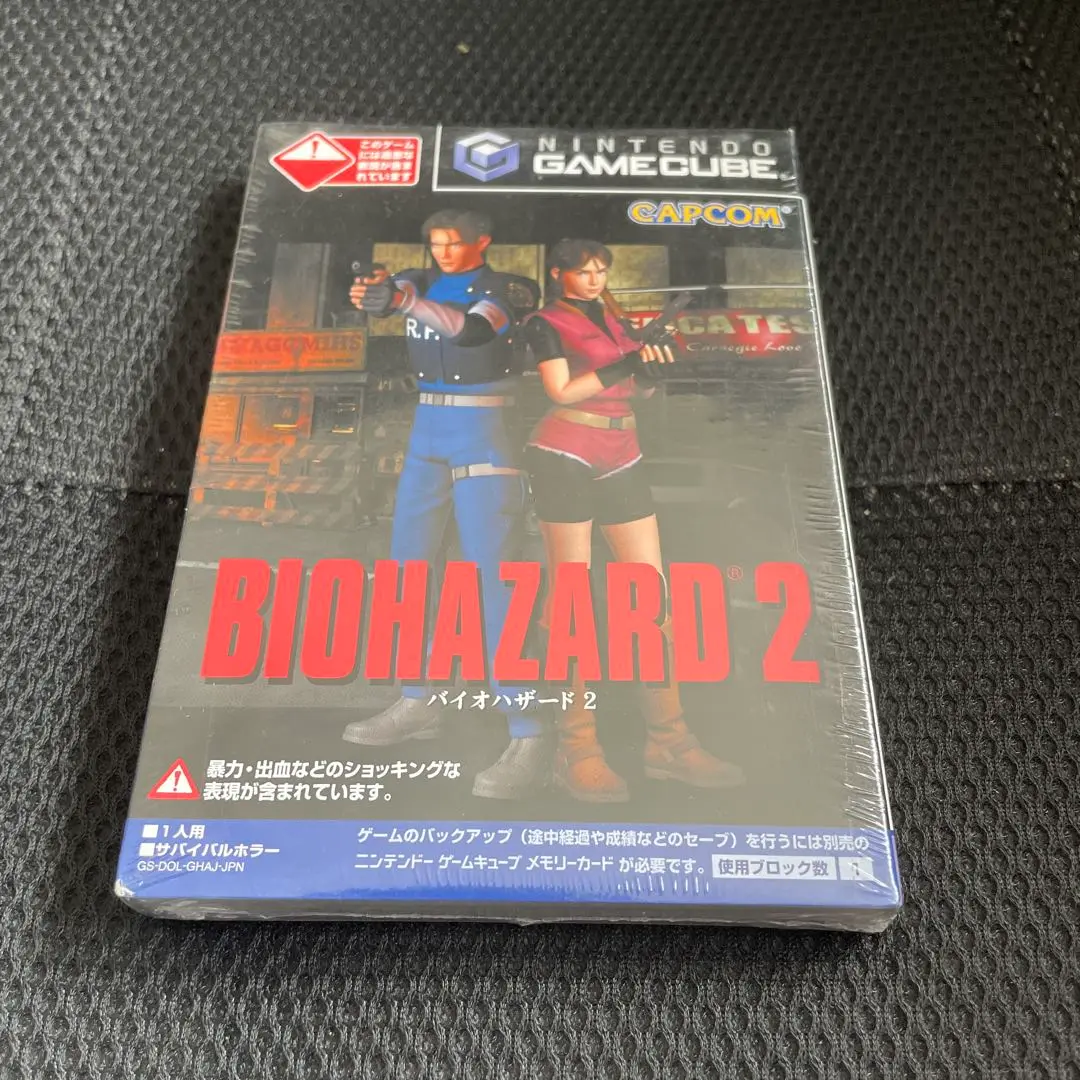 このゲーム
には過激な
表現が含ま
れています
NINTENDO
GAMECUBE
CAPCOM®
R.P.
CATES
Carnegie Love
BIOHAZARD® 2
バイオハザード 2
暴力・出血などのショッキングな
表現が含まれています。
■1人用
■サバイバルホラー
GS-DOL-GHAJ-JPN
ゲームのバックアップ（途中経過や成績などのセーブ）を行うには別売の
ニンテンドー ゲームキューブ メモリーカード が必要です。 使用ブロック数 1